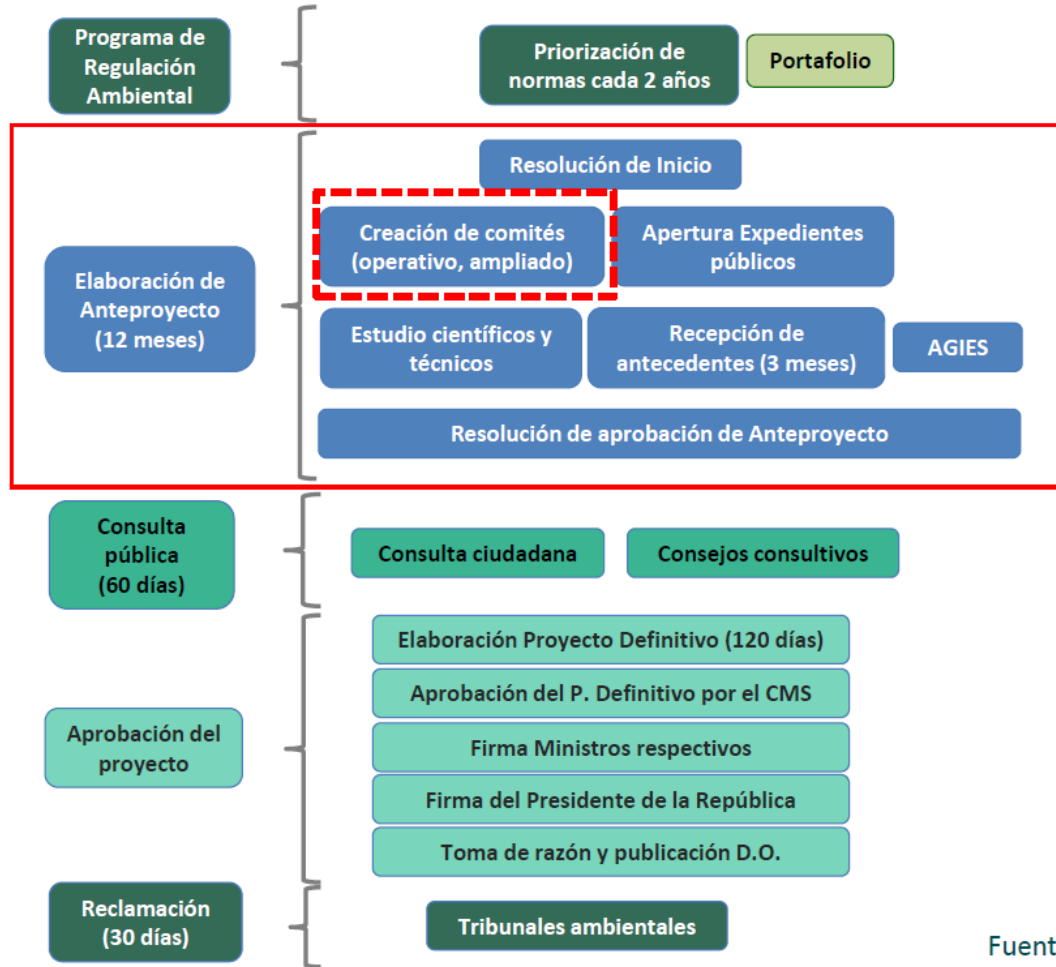 Programa de
Regulación
Ambiental
Priorización de
normas cada 2 años
Portafolio
Elaboración de
Anteproyecto
(12 meses)
Resolución de Inicio
Creación de comités
(operativo, ampliado)
Apertura Expedientes
públicos
Estudio científicos y
técnicos
Recepción de
antecedentes (3 meses)
AGIES
Resolución de aprobación de Anteproyecto
Consulta
pública
(60 días)
Consulta ciudadana
Consejos consultivos
Aprobación del
proyecto
Elaboración Proyecto Definitivo (120 días)
Aprobación del P. Definitivo por el CMS
Firma Ministros respectivos
Firma del Presidente de la República
Toma de razón y publicación D.O.
Reclamación
(30 días)
Tribunales ambientales
Fuent